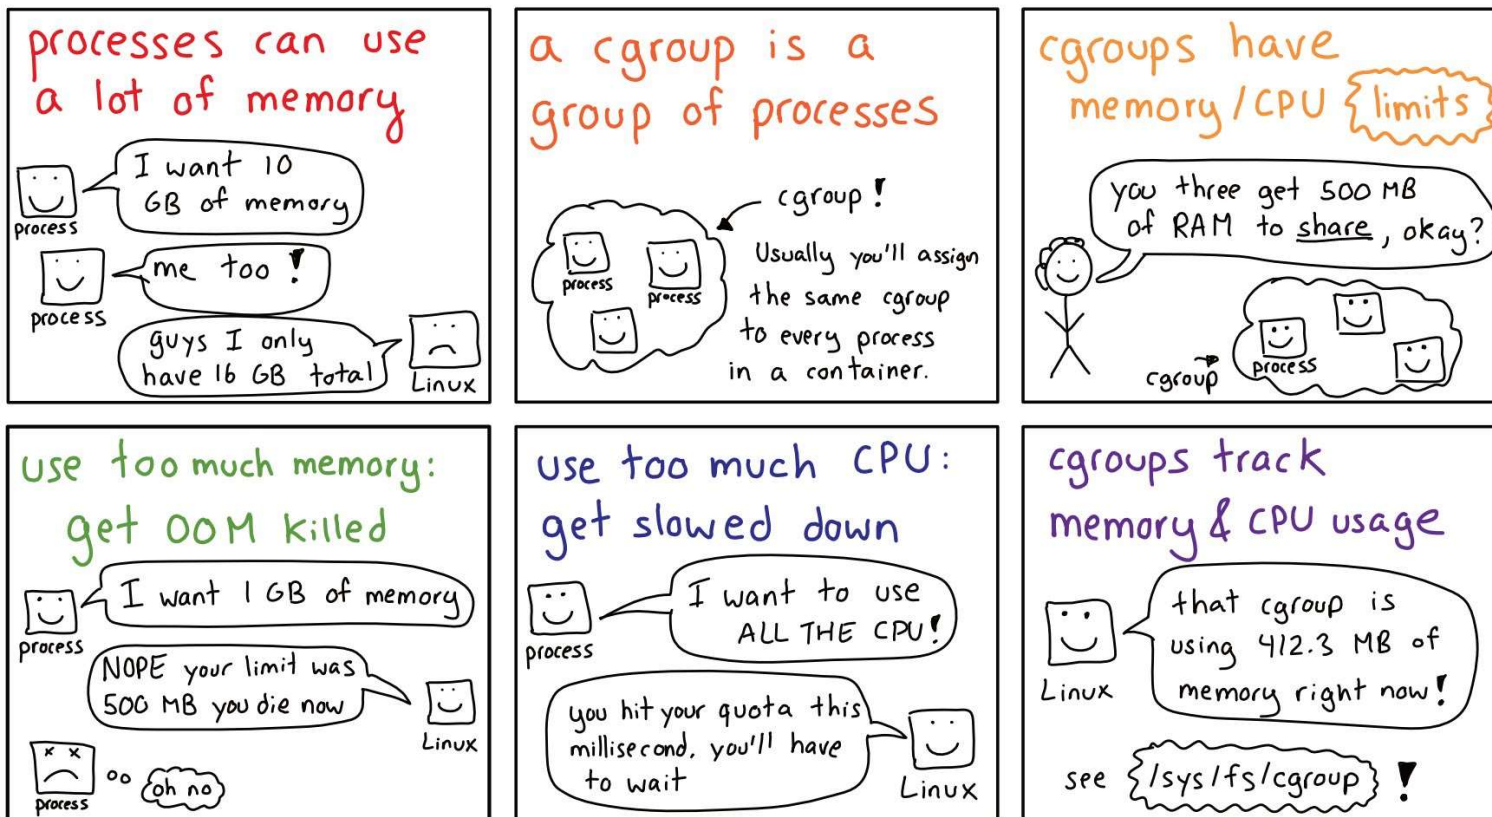 processes can use
a lot of memory
I want 10
GB of memory
process
me too!
process
guys I only
have 16 GB total
Linux
a cgroup is a
group of processes
cgroup!
process
process
Usually you'll assign
the same cgroup
to every process
in a container.
cgroups have
memory/CPU limits
you three get 500 MB
of RAM to share, okay?
cgroup
process
use too much memory:
get OOM killed
I want 1 GB of memory
process
NOPE your limit was
500 MB you die now
Linux
process
oh no
use too much CPU:
get slowed down
I want to use
ALL THE CPU!
process
you hit your quota this
millisecond, you'll have
to wait
Linux
cgroups track
memory & CPU usage
that cgroup is
using 412.3 MB of
memory right now!
Linux
see /sys/fs/cgroup!